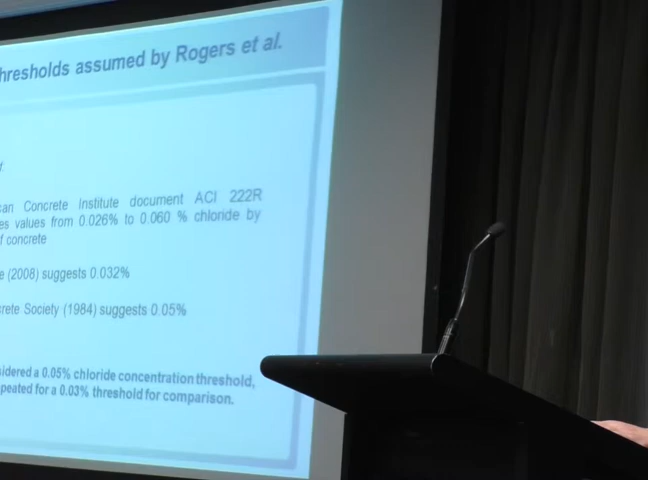 hresholds assumed by Rogers et al.
f
can Concrete Institute document ACI 222R
es values from 0.026% to 0.060 % chloride by
f concrete
e (2008) suggests 0.032%
crete Society (1984) suggests 0.05%
sidered a 0.05% chloride concentration threshold,
peated for a 0.03% threshold for comparison.